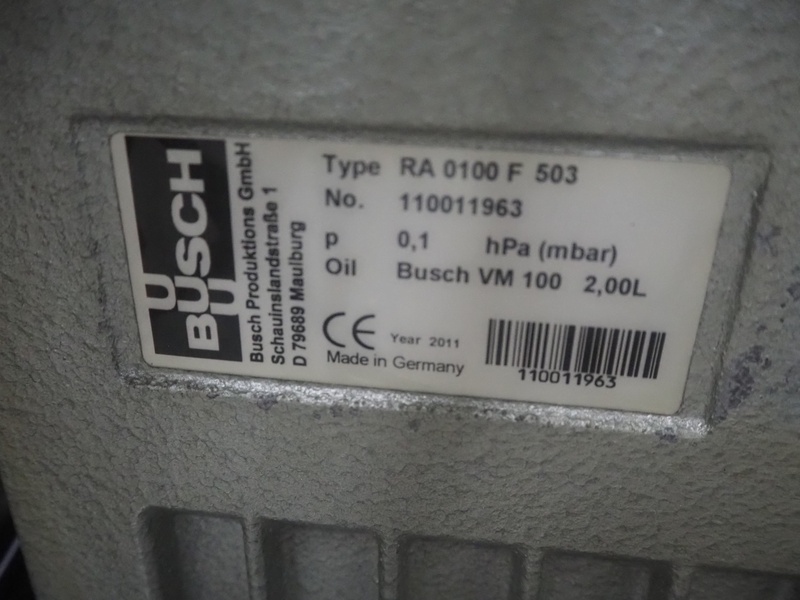 BUSCH
Busch Produktions GmbH
Schauinslandstraße 1
D 79689 Maulburg
Type RA 0100 F 503
No. 110011963
p 0,1 hPa (mbar)
Oil Busch VM 100 2,00L
CE Year 2011
Made in Germany
110011963